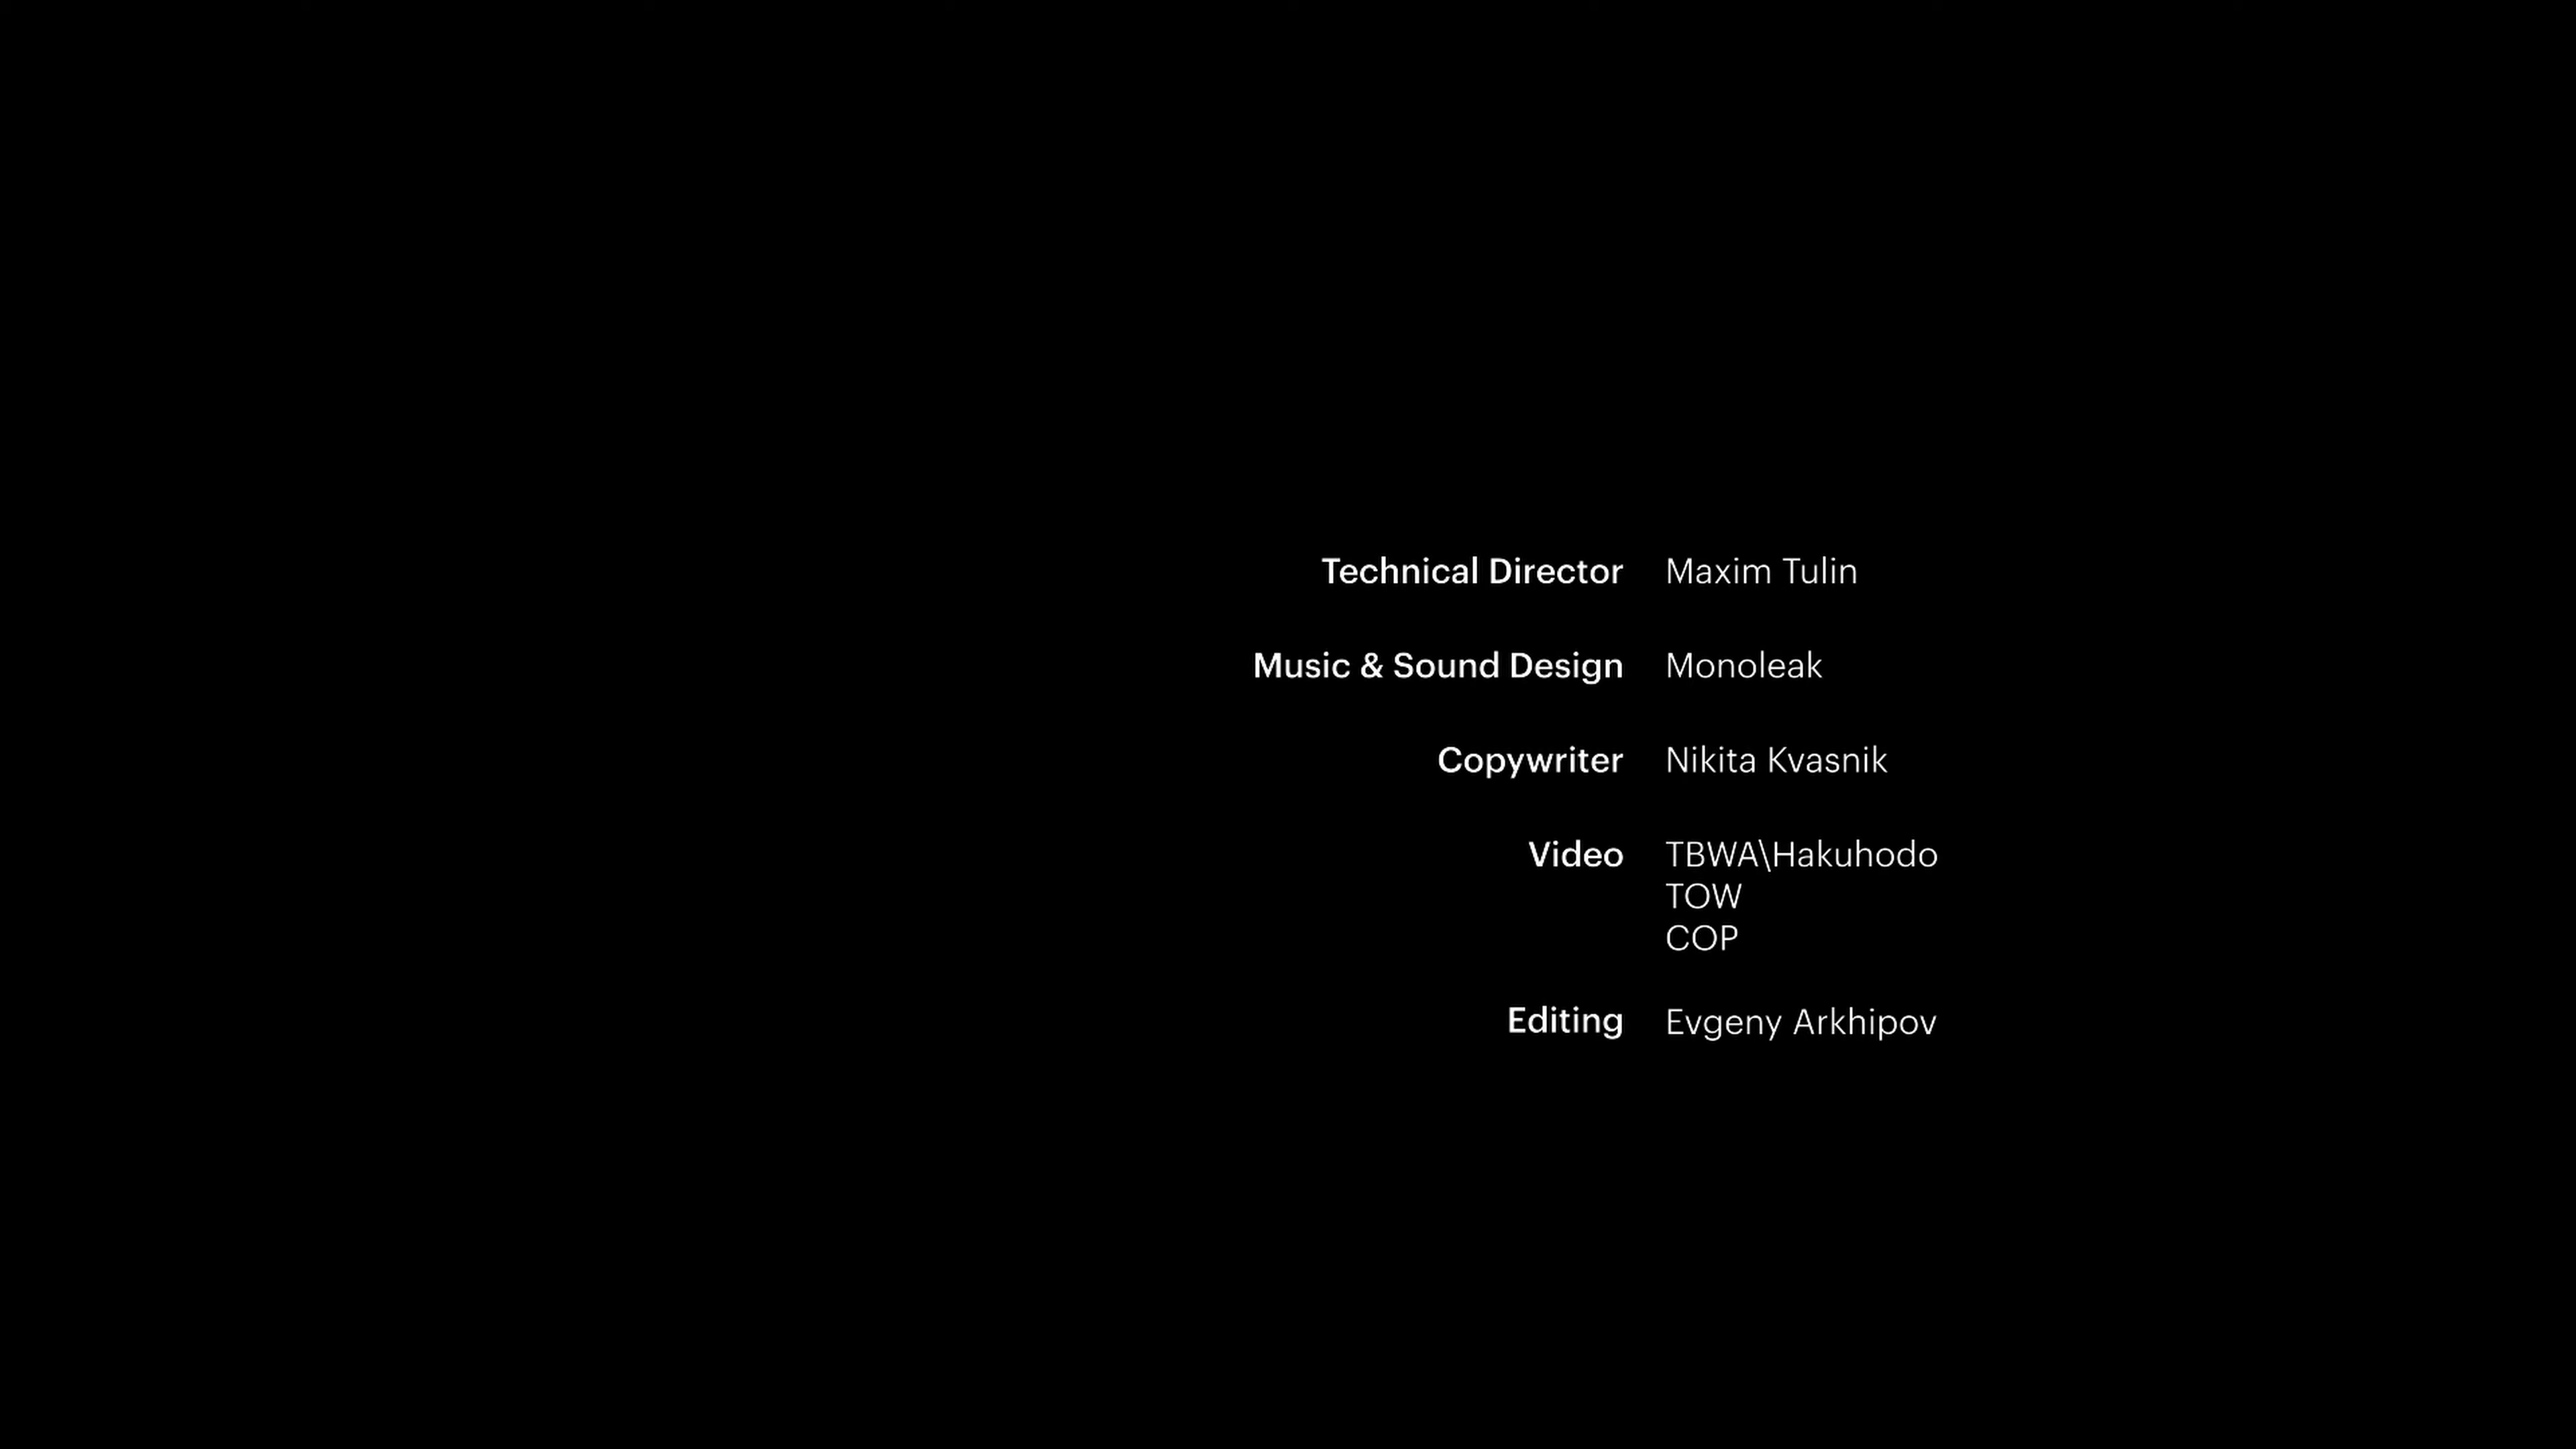 Technical Director Maxim Tulin
Music & Sound Design Monoleak
Copywriter Nikita Kvasnik
Video TBWA\Hakuhodo
TOW
COP
Editing Evgeny Arkhipov